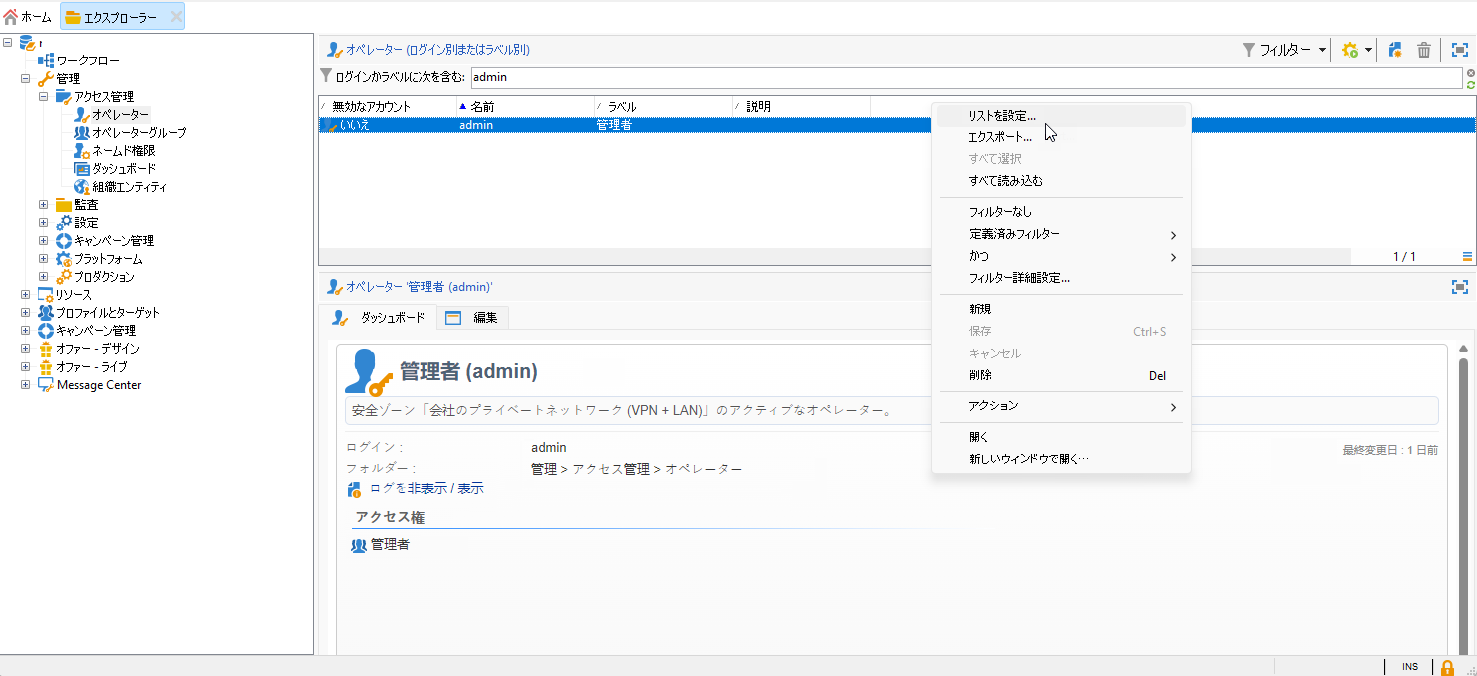 ホーム
エクスプローラー
ワークフロー
管理
アクセス管理
オペレーター
オペレーターグループ
ネームド権限
ダッシュボード
組織エンティティ
監査
設定
キャンペーン管理
プラットフォーム
プロダクション
リソース
プロファイルとターゲット
キャンペーン管理
オファー - デザイン
オファー - ライブ
Message Center
オペレーター (ログイン別またはラベル別)
フィルター
ログインかラベルに次を含む: admin
無効なアカウント 名前 ラベル 説明
いいえ admin 管理者
1 / 1
リストを設定...
エクスポート...
すべて選択
すべて読み込む
フィルターなし
定義済みフィルター
かつ
フィルター詳細設定...
新規
保存 Ctrl+S
キャンセル
削除 Del
アクション
開く
新しいウィンドウで開く…
オペレーター '管理者 (admin)'
ダッシュボード 編集
管理者 (admin)
安全ゾーン「会社のプライベートネットワーク (VPN + LAN)」のアクティブなオペレーター。
ログイン : admin
最終変更日 : 1 日前
フォルダー : 管理 > アクセス管理 > オペレーター
ログを非表示 / 表示
アクセス権
管理者
INS